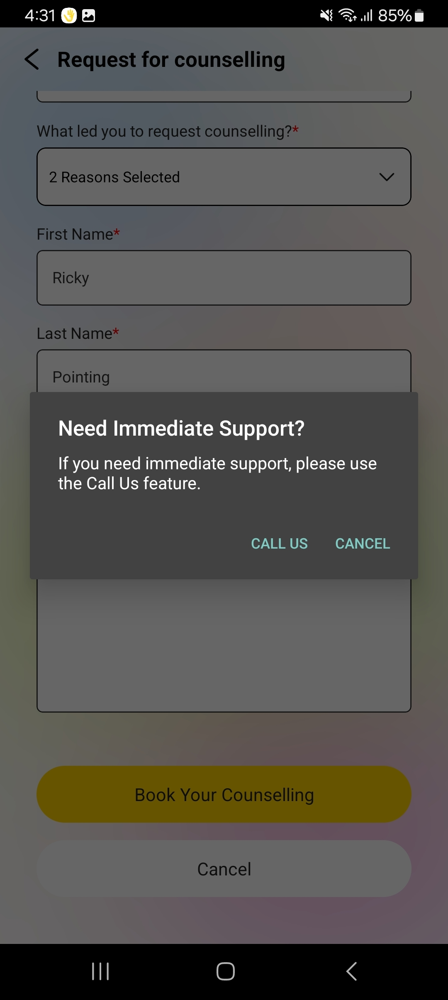 4:31
85%
Request for counselling
What led you to request counselling?*
2 Reasons Selected
First Name*
Ricky
Last Name*
Pointing
Need Immediate Support?
If you need immediate support, please use
the Call Us feature.
CALL US
CANCEL
Book Your Counselling
Cancel